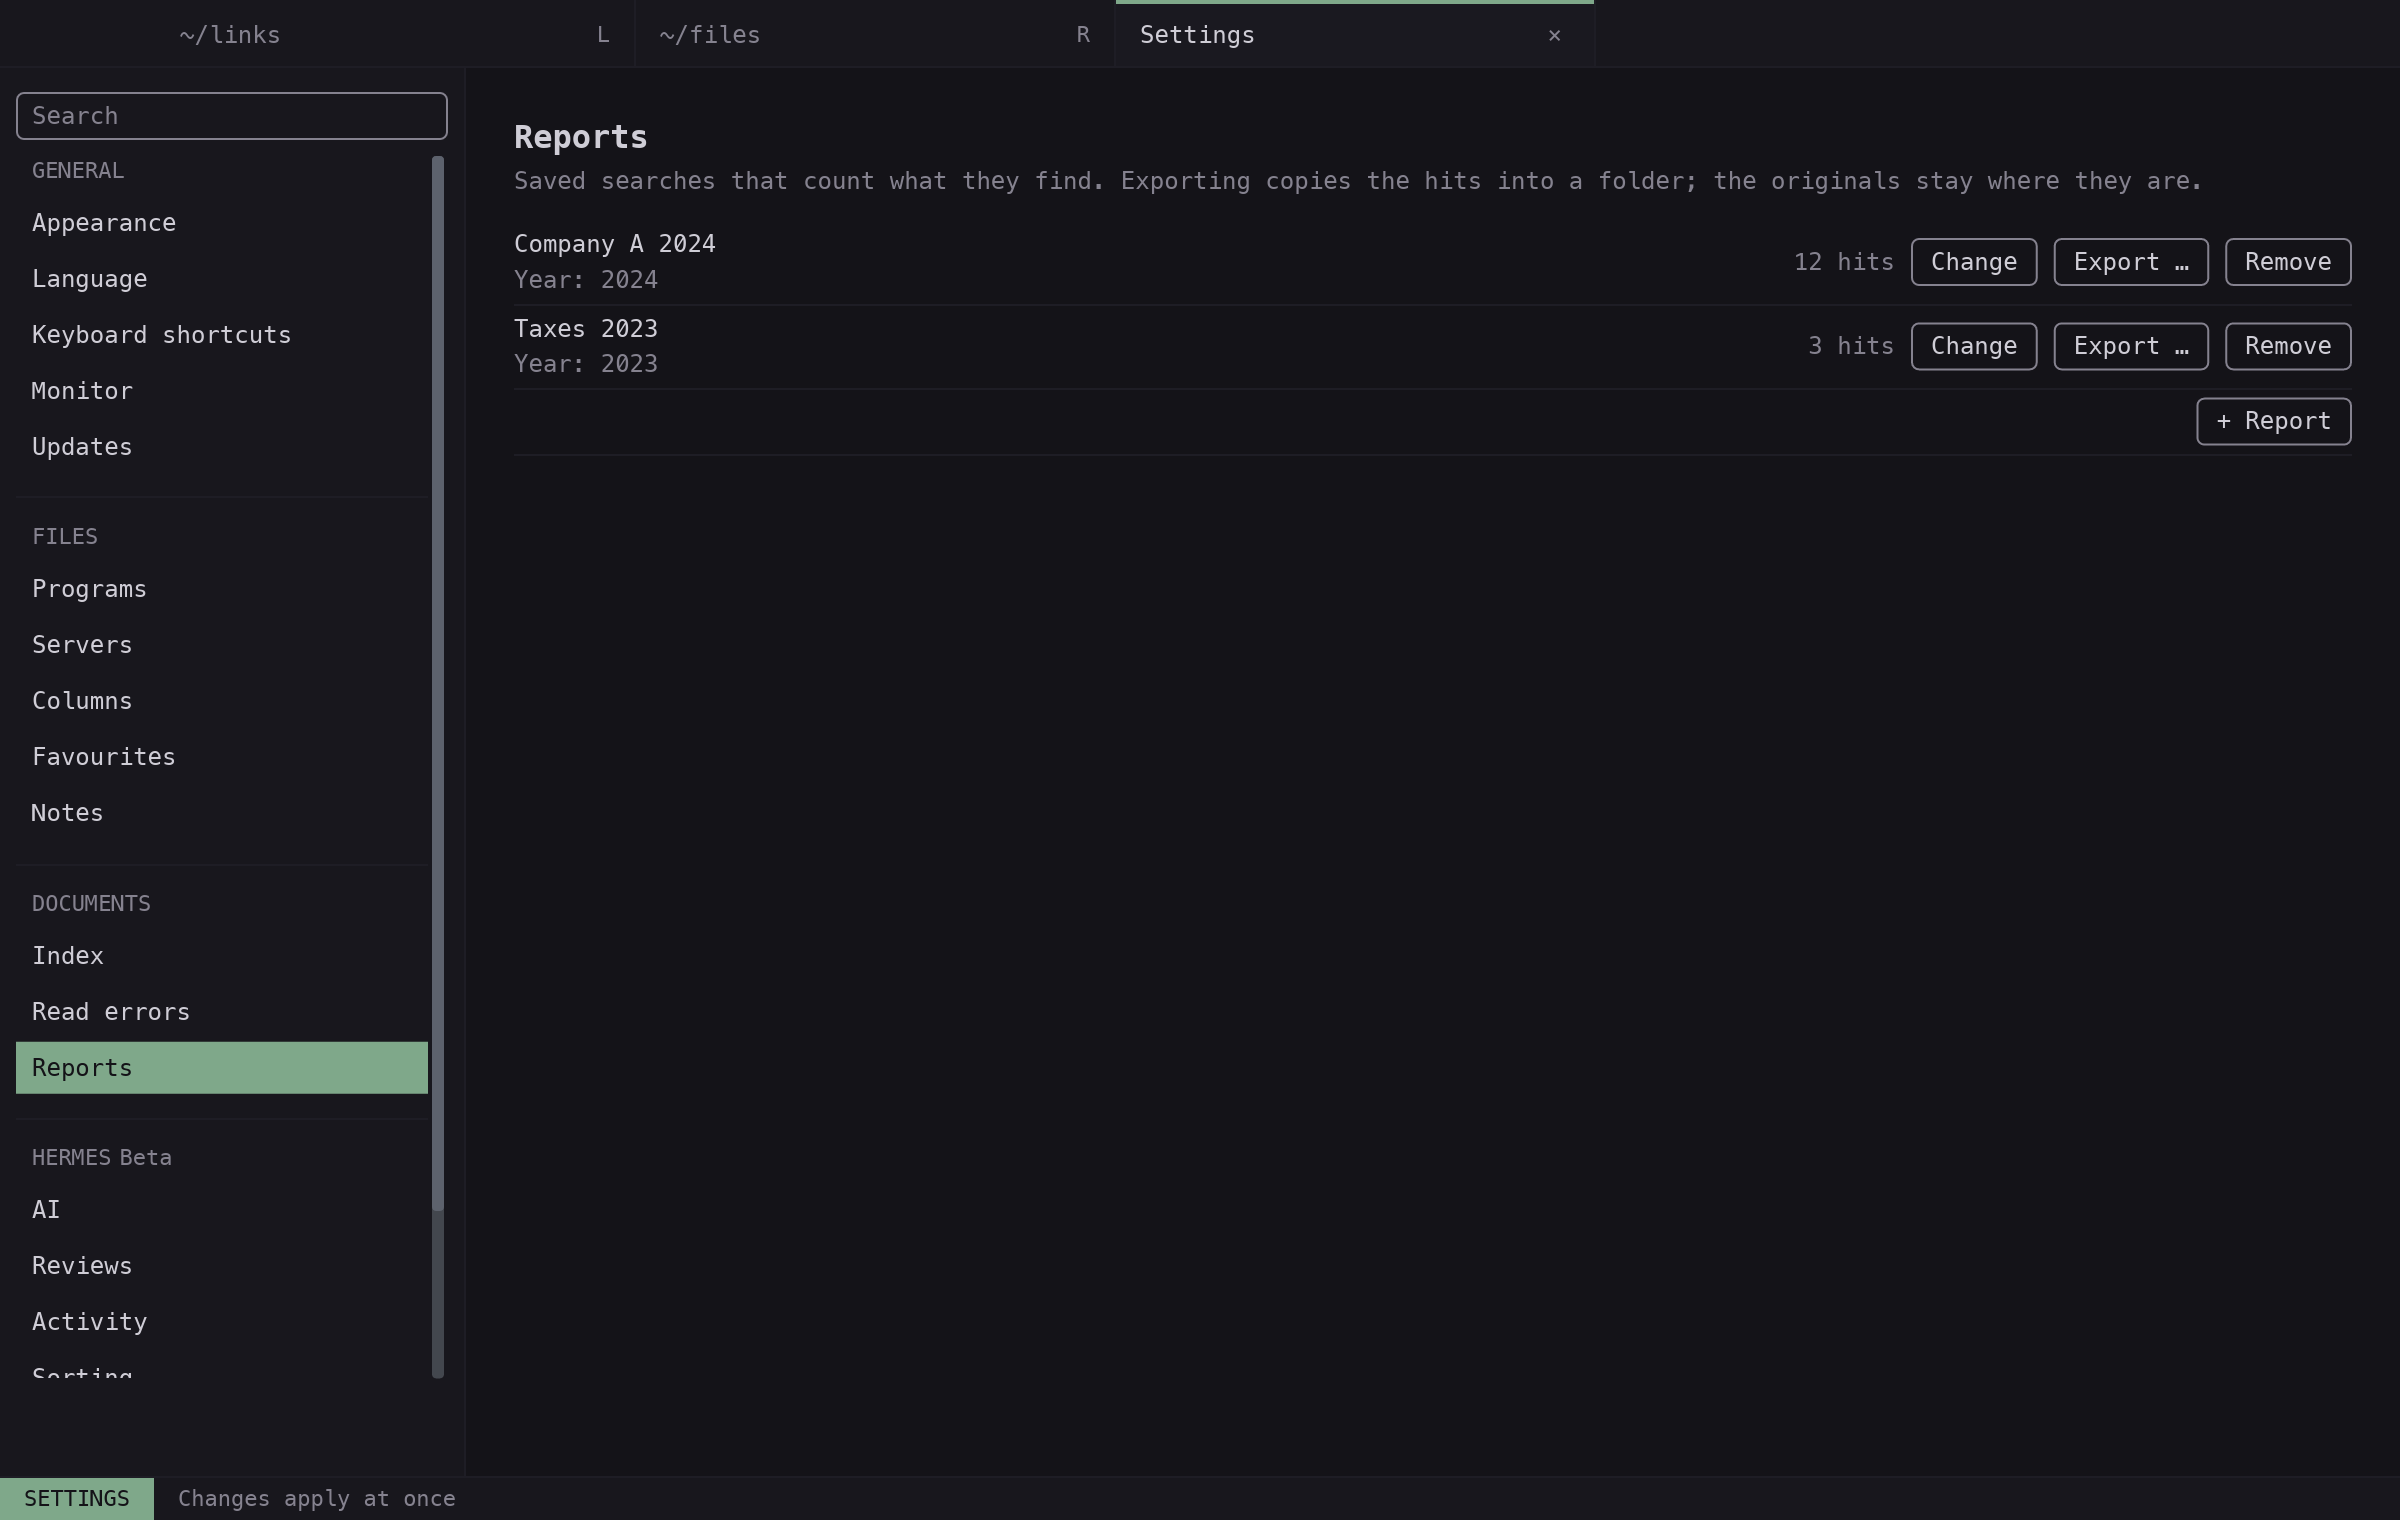 ~/links L ~/files R Settings ×
Search
GENERAL
Appearance
Language
Keyboard shortcuts
Monitor
Updates
FILES
Programs
Servers
Columns
Favourites
Notes
DOCUMENTS
Index
Read errors
Reports
HERMES Beta
AI
Reviews
Activity
Sorting
Reports
Saved searches that count what they find. Exporting copies the hits into a folder; the originals stay where they are.
Company A 2024
Year: 2024
12 hits Change Export … Remove
Taxes 2023
Year: 2023
3 hits Change Export … Remove
+ Report
SETTINGS Changes apply at once